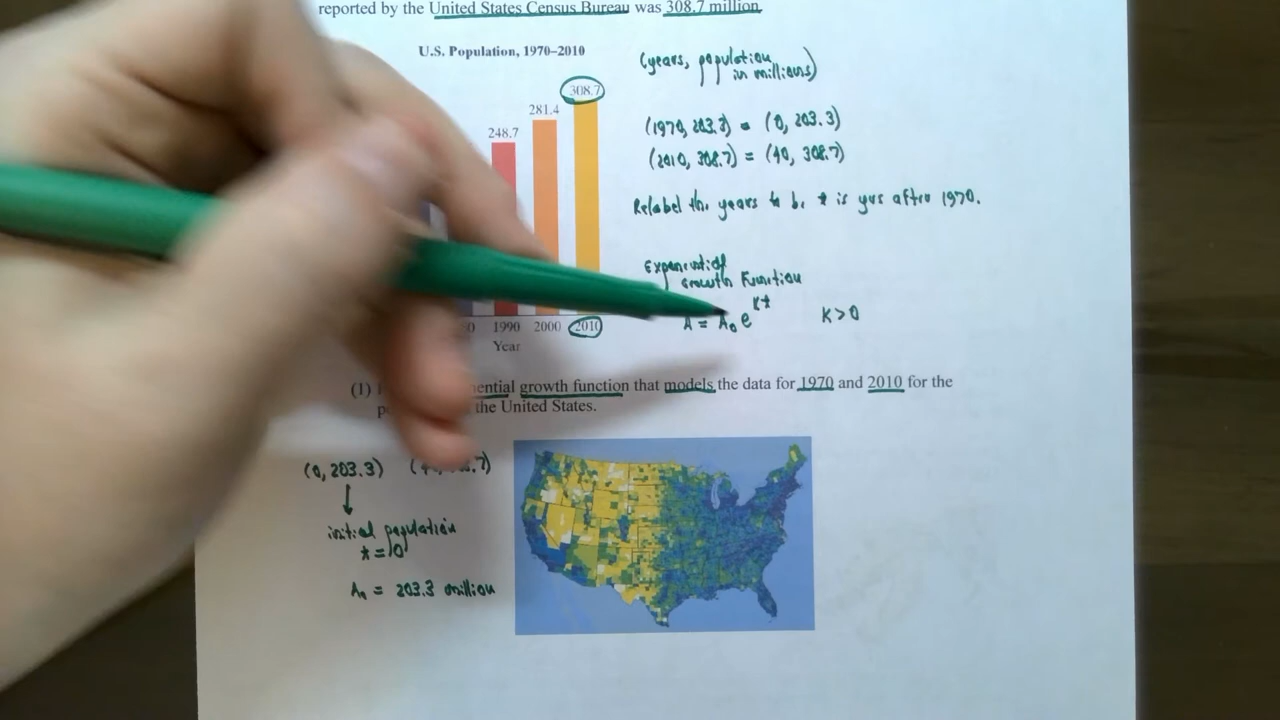 reported by the United States Census Bureau was 308.7 million.
U.S. Population, 1970–2010
308.7
281.4
248.7
1990 2000 2010
Year
(years, population
in millions)
(1970, 203.3) = (0, 203.3)
(2010, 308.7) = (40, 308.7)
Relabel the years to be t is yrs after 1970.
Exponential
Growth Function
A = A₀ e^kt K>0
(1) growth function that models the data for 1970 and 2010 for the
the United States.
(0, 203.3)
initial population
t = 0
A₀ = 203.3 million